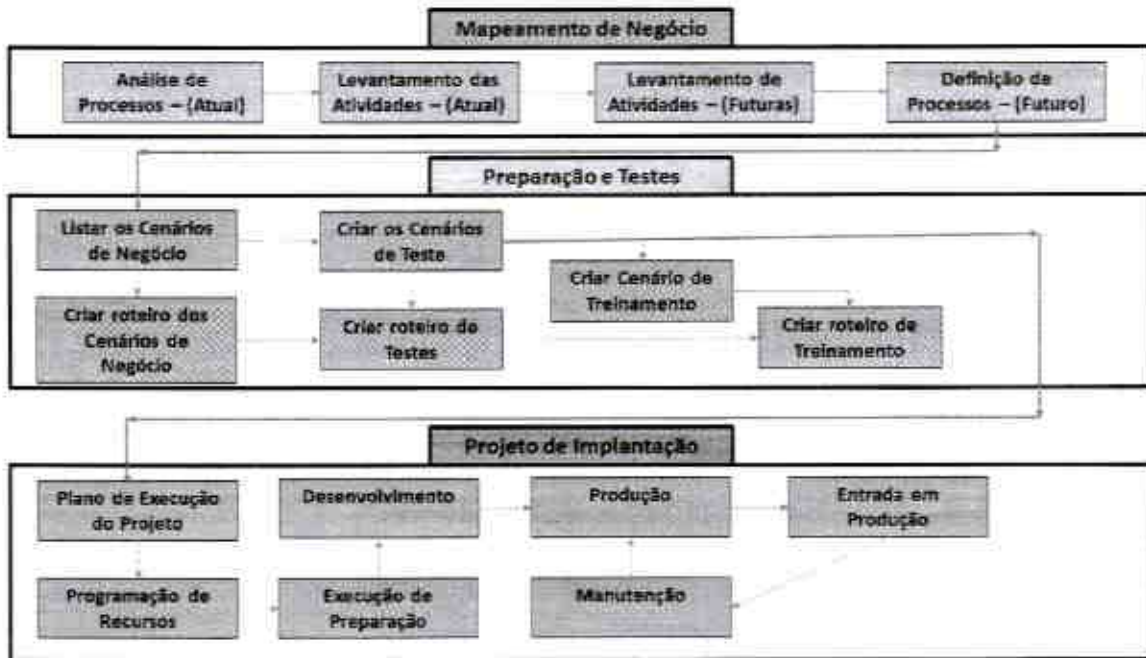 Mapeamento de Negócio
Análise de
Processos – (Atual)
Levantamento das
Atividades – (Atual)
Levantamento de
Atividades – (Futuras)
Definição de
Processos – (Futuro)
Preparação e Testes
Listar os Cenários
de Negócio
Criar os Cenários
de Teste
Criar Cenário de
Treinamento
Criar roteiro dos
Cenários de
Negócio
Criar roteiro de
Testes
Criar roteiro de
Treinamento
Projeto de Implantação
Plano de Execução
do Projeto
Desenvolvimento
Produção
Entrada em
Produção
Programação de
Recursos
Execução de
Preparação
Manutenção